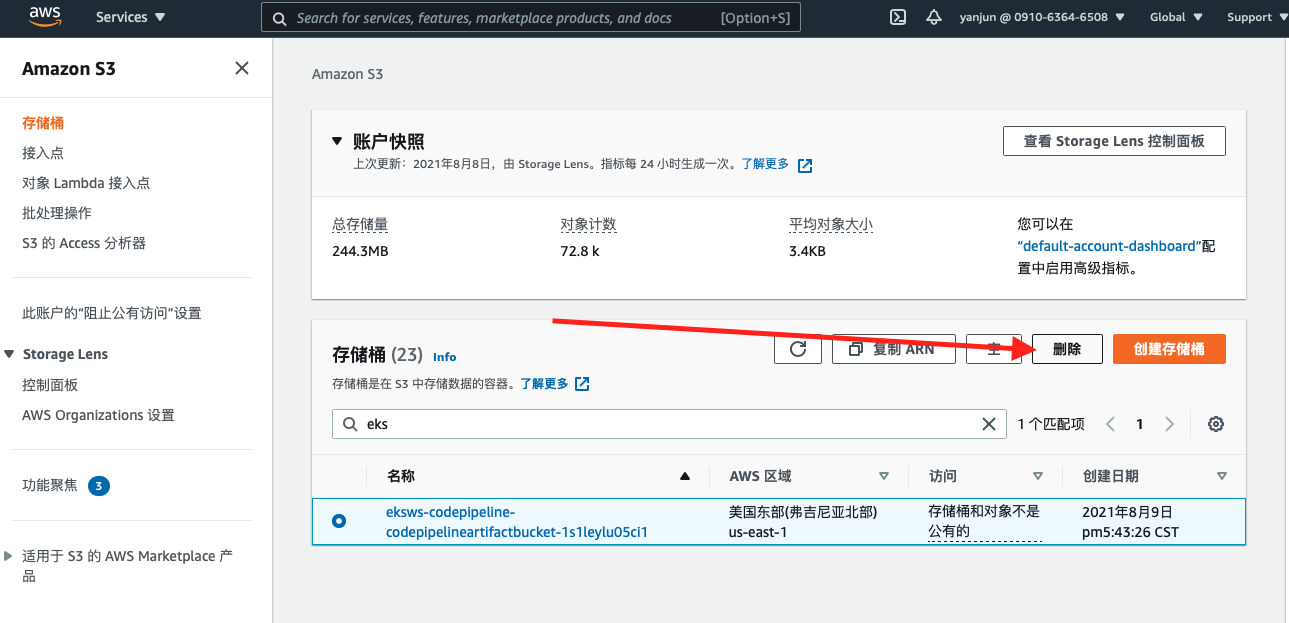 aws
Services
Search for services, features, marketplace products, and docs
[Option+S]
yanjun @ 0910-6364-6508
Global
Support
Amazon S3
存储桶
接入点
对象 Lambda 接入点
批处理操作
S3 的 Access 分析器
此账户的“阻止公有访问”设置
Storage Lens
控制面板
AWS Organizations 设置
功能聚焦 3
适用于 S3 的 AWS Marketplace 产
品
Amazon S3
账户快照
上次更新：2021年8月8日，由 Storage Lens。指标每 24 小时生成一次。了解更多
查看 Storage Lens 控制面板
总存储量
244.3MB
对象计数
72.8 k
平均对象大小
3.4KB
您可以在
“default-account-dashboard”配
置中启用高级指标。
存储桶 (23) Info
存储桶是在 S3 中存储数据的容器。了解更多
复制 ARN
空
删除
创建存储桶
eks
1 个匹配项
1
名称
AWS 区域
访问
创建日期
eksws-codepipeline-
codepipelineartifactbucket-1s1leylu05ci1
美国东部(弗吉尼亚北部)
us-east-1
存储桶和对象不是
公有的
2021年8月9日
pm5:43:26 CST